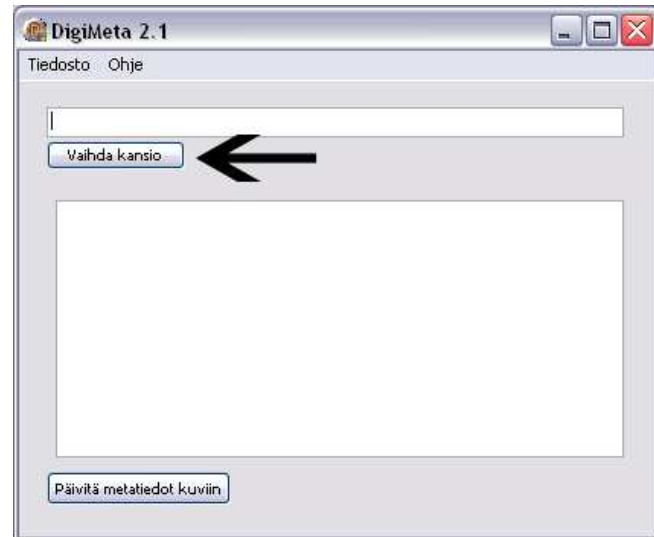 DigiMeta 2.1
Tiedosto Ohje
Vaihda kansio
Päivitä metatiedot kuviin